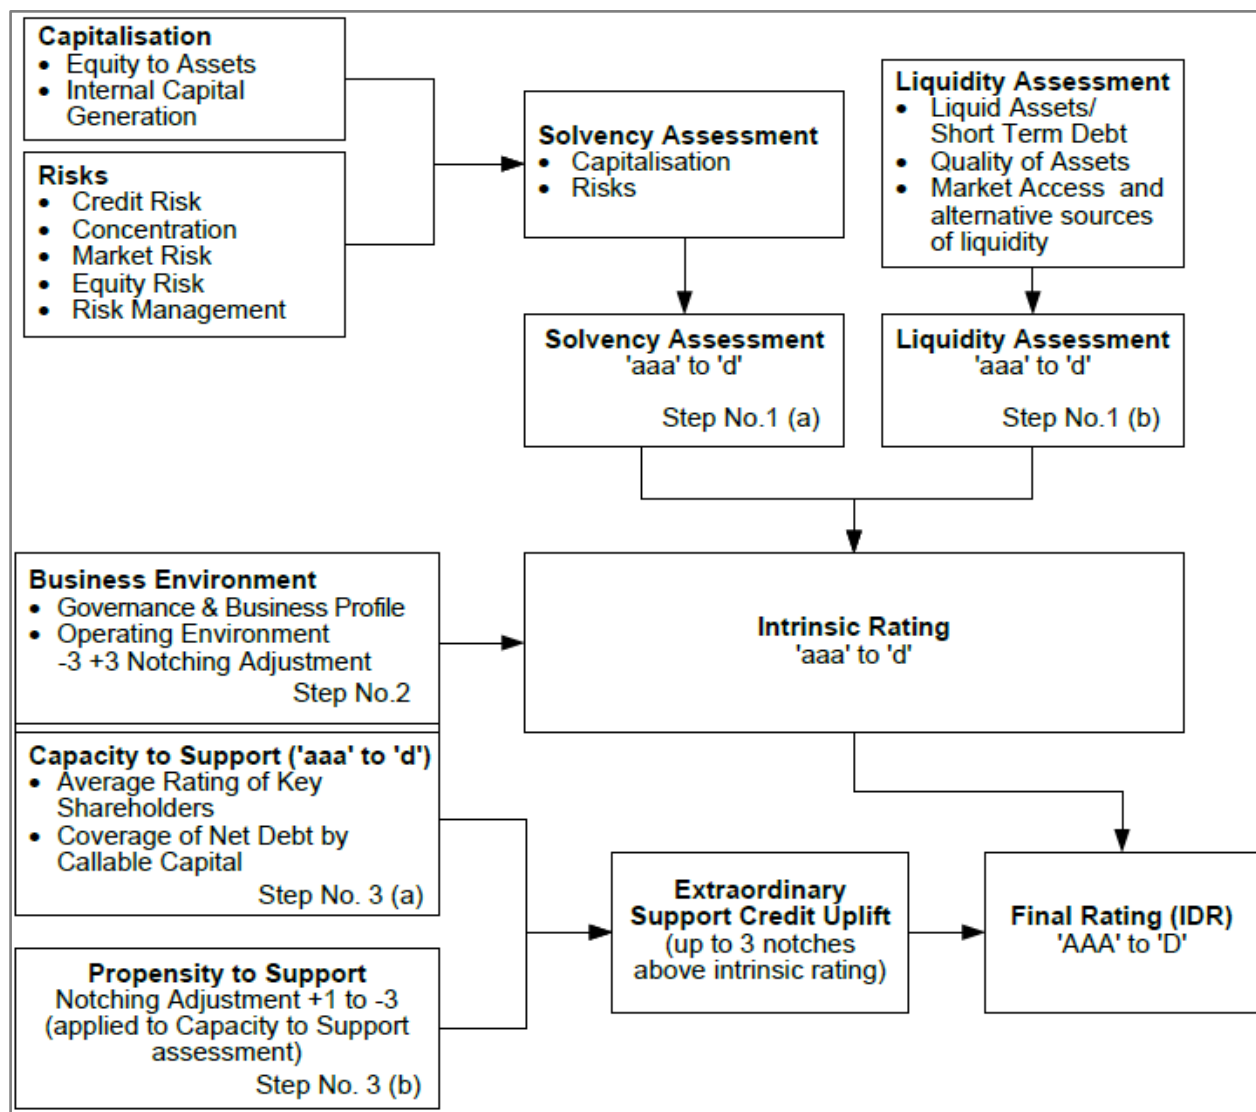 Capitalisation
• Equity to Assets
• Internal Capital
Generation
Risks
• Credit Risk
• Concentration
• Market Risk
• Equity Risk
• Risk Management
Solvency Assessment
• Capitalisation
• Risks
Liquidity Assessment
• Liquid Assets/
Short Term Debt
• Quality of Assets
• Market Access and
alternative sources
of liquidity
Solvency Assessment
'aaa' to 'd'
Step No.1 (a)
Liquidity Assessment
'aaa' to 'd'
Step No.1 (b)
Business Environment
• Governance & Business Profile
• Operating Environment
-3 +3 Notching Adjustment
Step No.2
Intrinsic Rating
'aaa' to 'd'
Capacity to Support ('aaa' to 'd')
• Average Rating of Key
Shareholders
• Coverage of Net Debt by
Callable Capital
Step No. 3 (a)
Propensity to Support
Notching Adjustment +1 to -3
(applied to Capacity to Support
assessment)
Step No. 3 (b)
Extraordinary
Support Credit Uplift
(up to 3 notches
above intrinsic rating)
Final Rating (IDR)
'AAA' to 'D'